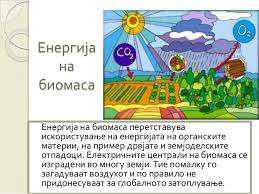 Енергија
на
биомаса
CO2
O2
Енергија на биомаса перетставува
искористување на енергијата на органските
материи, на пример дрвјата и земјоделските
отпадоци. Електричните централи на биомаса се
изградени во многу земји. Тие помалку го
загадуваат воздухот и по правило не
придонесуваат за глобалното затоплување.